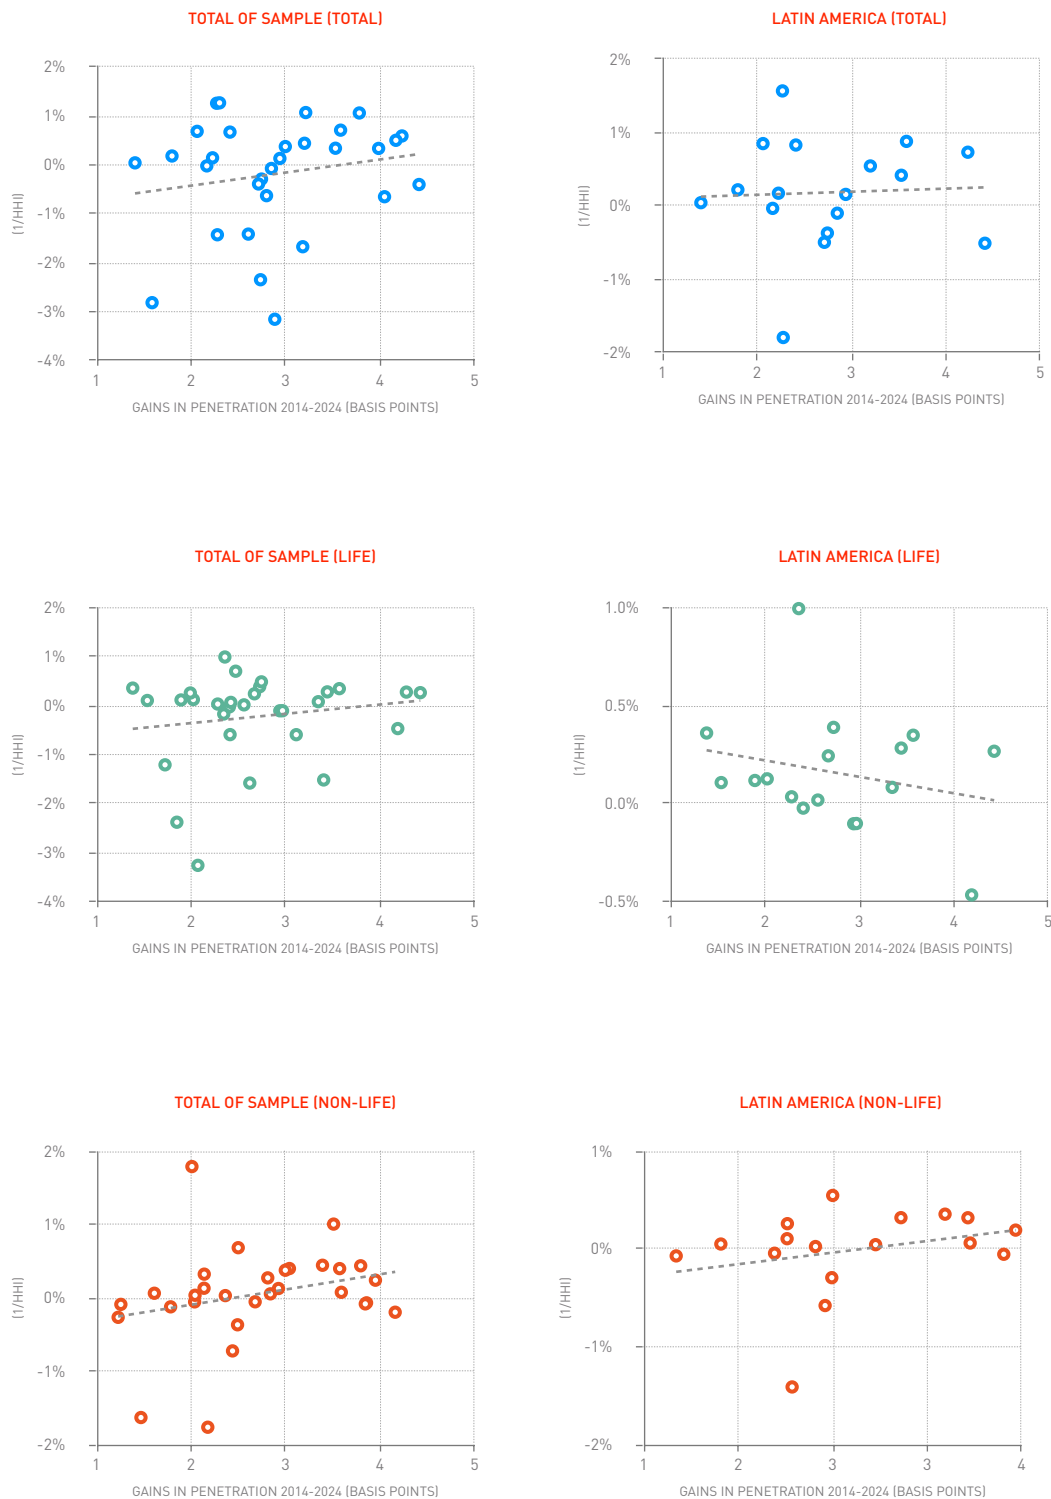 TOTAL OF SAMPLE (TOTAL)
2%
1%
0%
-1%
-2%
-3%
-4%
(1/HHI)
1 2 3 4 5
GAINS IN PENETRATION 2014-2024 (BASIS POINTS)
LATIN AMERICA (TOTAL)
2%
1%
0%
-1%
-2%
(1/HHI)
1 2 3 4 5
GAINS IN PENETRATION 2014-2024 (BASIS POINTS)
TOTAL OF SAMPLE (LIFE)
2%
1%
0%
-1%
-2%
-3%
-4%
(1/HHI)
1 2 3 4 5
GAINS IN PENETRATION 2014-2024 (BASIS POINTS)
LATIN AMERICA (LIFE)
1.0%
0.5%
0.0%
-0.5%
(1/HHI)
1 2 3 4 5
GAINS IN PENETRATION 2014-2024 (BASIS POINTS)
TOTAL OF SAMPLE (NON-LIFE)
2%
1%
0%
-1%
-2%
(1/HHI)
1 2 3 4 5
GAINS IN PENETRATION 2014-2024 (BASIS POINTS)
LATIN AMERICA (NON-LIFE)
1%
0%
-1%
-2%
(1/HHI)
1 2 3 3 4
GAINS IN PENETRATION 2014-2024 (BASIS POINTS)